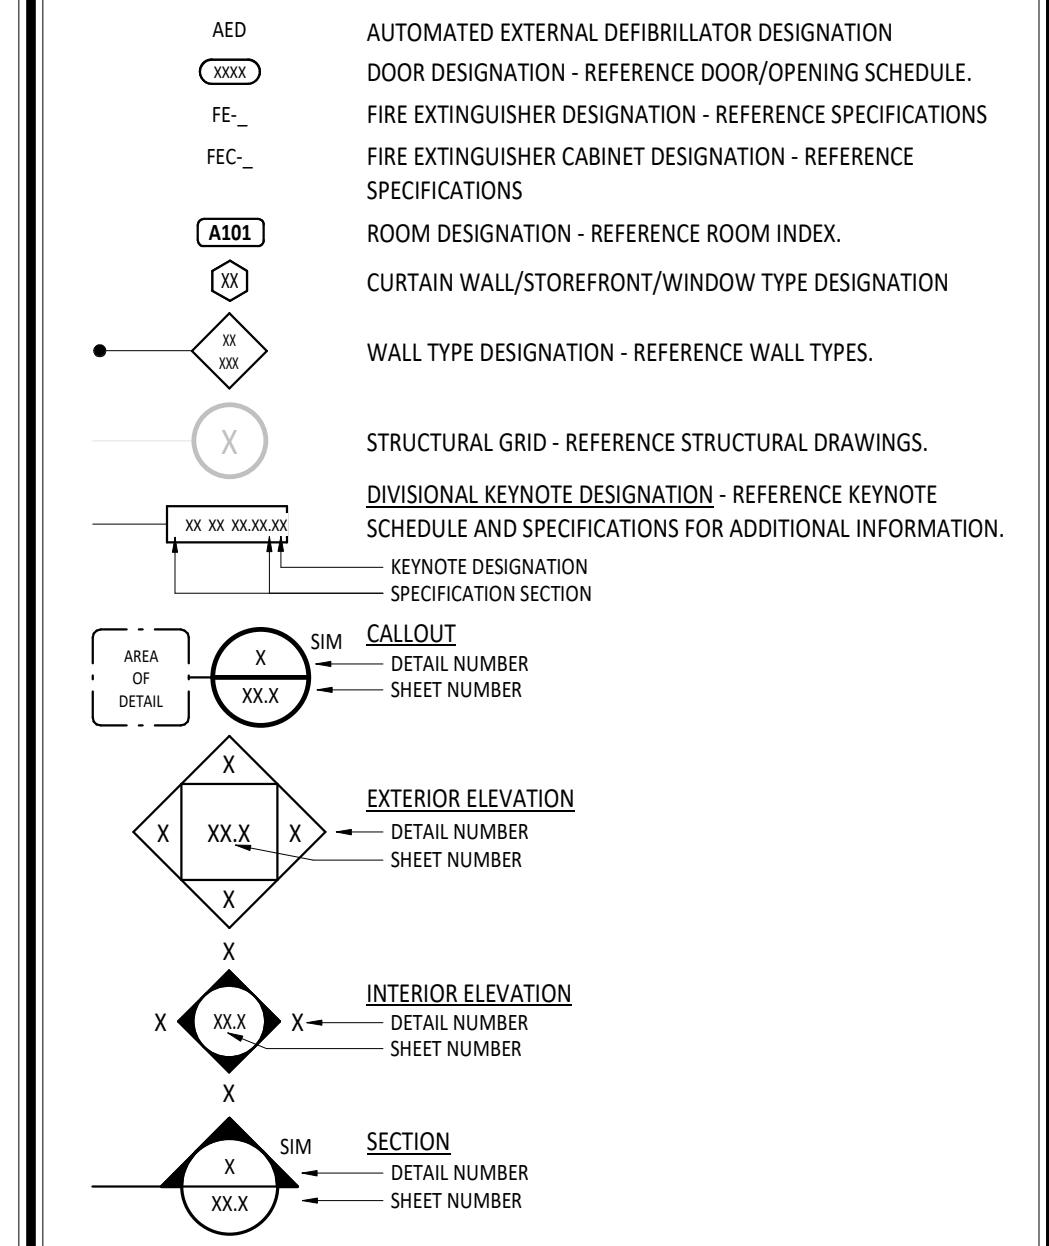 AED AUTOMATED EXTERNAL DEFIBRILLATOR DESIGNATION
XXXX DOOR DESIGNATION - REFERENCE DOOR/OPENING SCHEDULE.
FE-_ FIRE EXTINGUISHER DESIGNATION - REFERENCE SPECIFICATIONS
FEC-_ FIRE EXTINGUISHER CABINET DESIGNATION - REFERENCE
SPECIFICATIONS
A101 ROOM DESIGNATION - REFERENCE ROOM INDEX.
XX CURTAIN WALL/STOREFRONT/WINDOW TYPE DESIGNATION
XX
XXX
WALL TYPE DESIGNATION - REFERENCE WALL TYPES.
X STRUCTURAL GRID - REFERENCE STRUCTURAL DRAWINGS.
DIVISIONAL KEYNOTE DESIGNATION - REFERENCE KEYNOTE
XX XX XX.XX.XX SCHEDULE AND SPECIFICATIONS FOR ADDITIONAL INFORMATION.
KEYNOTE DESIGNATION
SPECIFICATION SECTION
AREA
OF
DETAIL
X
XX.X
SIM
CALLOUT
DETAIL NUMBER
SHEET NUMBER
X
X XX.X X
X
EXTERIOR ELEVATION
DETAIL NUMBER
SHEET NUMBER
X
X XX.X X
X
INTERIOR ELEVATION
DETAIL NUMBER
SHEET NUMBER
X
XX.X
SIM
SECTION
DETAIL NUMBER
SHEET NUMBER